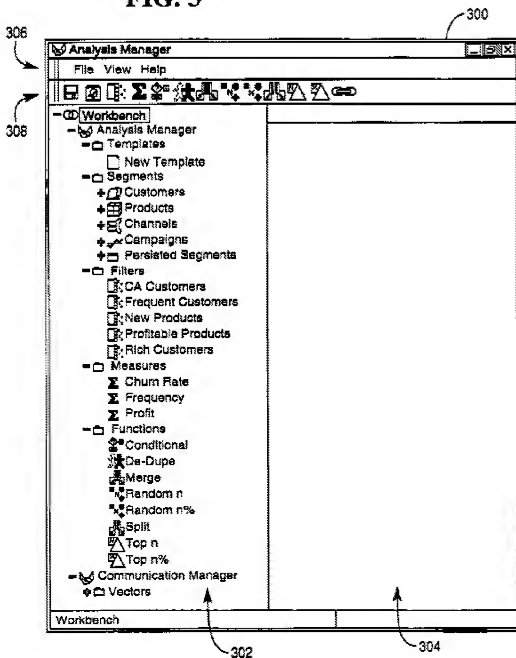 FIG. 3
300
306
Analysis Manager
File View Help
308
Workbench
Analysis Manager
Templates
New Template
Segments
Customers
Products
Channels
Campaigns
Persisted Segments
Filters
CA Customers
Frequent Customers
New Products
Profitable Products
Rich Customers
Measures
Churn Rate
Frequency
Profit
Functions
Conditional
De-Dupe
Merge
Random n
Random n%
Split
Top n
Top n%
Communication Manager
Vectors
Workbench
302
304